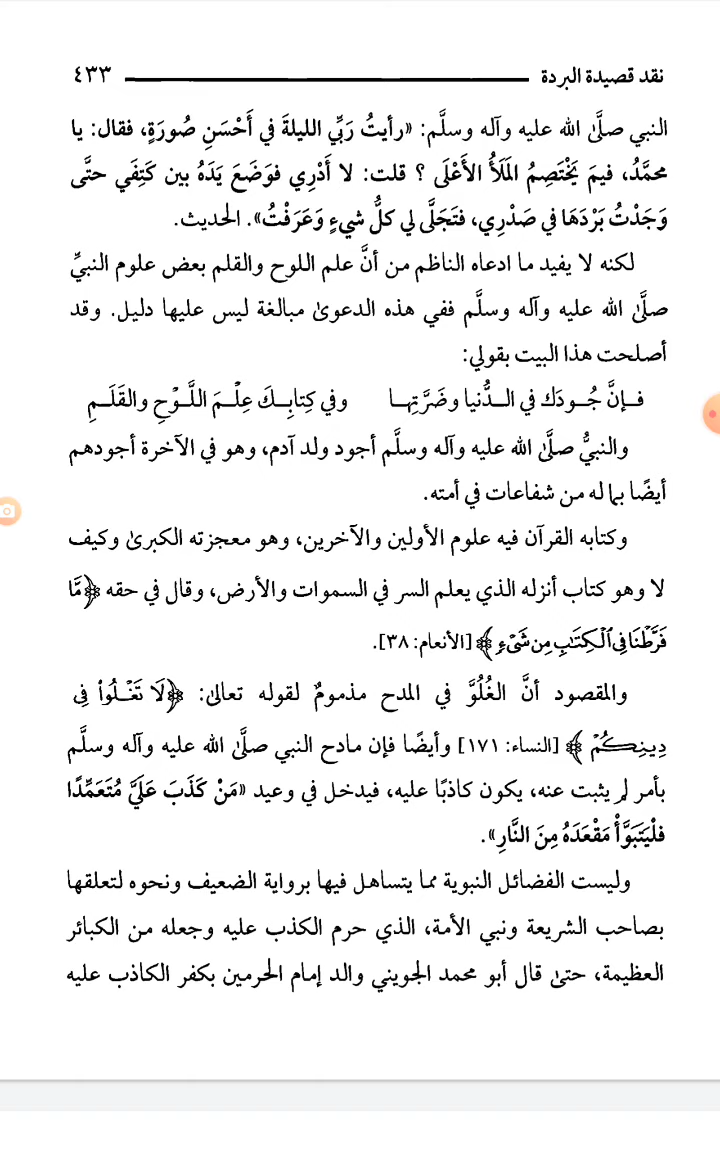 نقد قصيدة البردة ٤٣٣
النبي صلَّىٰ الله عليه وآله وسلَّم: «رأيتُ رَبِّي الليلةَ في أَحْسَنِ صُورَةٍ، فقال: يا
محمَّدُ، فيمَ يَخْتَصِمُ المَلَأُ الأَعْلَى ؟ قلت: لا أَدْرِي فوَضَعَ يَدَهُ بين كَتِفَي حتَّى
وَجَدْتُ بَرْدَهَا في صَدْرِي، فتَجَلَّى لي كلُّ شيءٍ وَعَرَفْتُ». الحديث.
لكنه لا يفيد ما ادعاه الناظم من أنَّ علم اللوح والقلم بعض علوم النبيِّ
صلَّىٰ الله عليه وآله وسلَّم ففي هذه الدعوىٰ مبالغة ليس عليها دليل. وقد
أصلحت هذا البيت بقولي:
فـإنَّ جُـودَك في الـدُّنيا وضَرَّتهـا وفي كِتابِـكَ عِلْـمَ اللَّـوْحِ والقَلَـمِ
والنبيُّ صلَّىٰ الله عليه وآله وسلَّم أجود ولد آدم، وهو في الآخرة أجودهم
أيضًا بما له من شفاعات في أمته.
وكتابه القرآن فيه علوم الأولين والآخرين، وهو معجزته الكبرىٰ وكيف
لا وهو كتاب أنزله الذي يعلم السر في السموات والأرض، وقال في حقه ﴿مَّا
فَرَّطْنَا فِي ٱلْكِتَٰبِ مِن شَىْءٍ﴾ [الأنعام: ٣٨].
والمقصود أنَّ الغُلُوَّ في المدح مذمومٌ لقوله تعالىٰ: ﴿لَا تَغْـلُوا۟ فِى
دِيـنِكُمْ﴾ [النساء: ١٧١] وأيضًا فإن مادح النبي صلَّىٰ الله عليه وآله وسلَّم
بأمر لم يثبت عنه، يكون كاذبًا عليه، فيدخل في وعيد «مَنْ كَذَبَ عَلَيَّ مُتَعَمِّدًا
فلْيَتَبَوَّأْ مَقْعَدَهُ مِنَ النَّارِ».
وليست الفضائل النبوية مما يتساهل فيها برواية الضعيف ونحوه لتعلقها
بصاحب الشريعة ونبي الأمة، الذي حرم الكذب عليه وجعله من الكبائر
العظيمة، حتىٰ قال أبو محمد الجويني والد إمام الحرمين بكفر الكاذب عليه